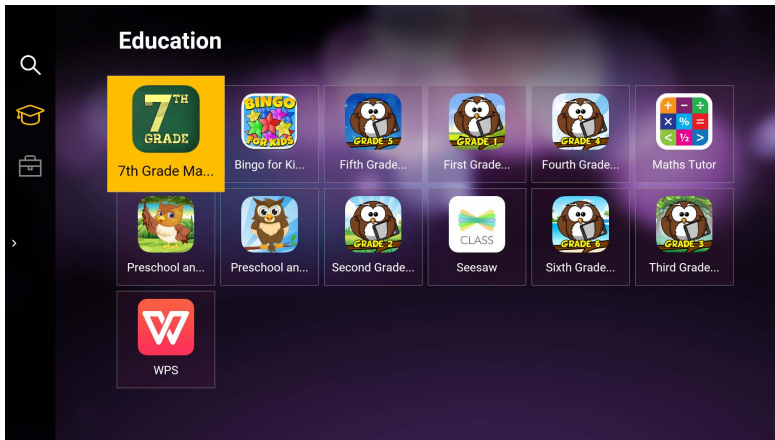 Education
7TH
GRADE
BINGO
FOR KIDS
GRADE 5
GRADE 1
GRADE 4
+ − ÷
× % =
< ½ >
7th Grade Ma...
Bingo for Ki...
Fifth Grade...
First Grade...
Fourth Grade...
Maths Tutor
GRADE 2
CLASS
GRADE 6
GRADE 3
Preschool an...
Preschool an...
Second Grade...
Seesaw
Sixth Grade...
Third Grade...
W
WPS